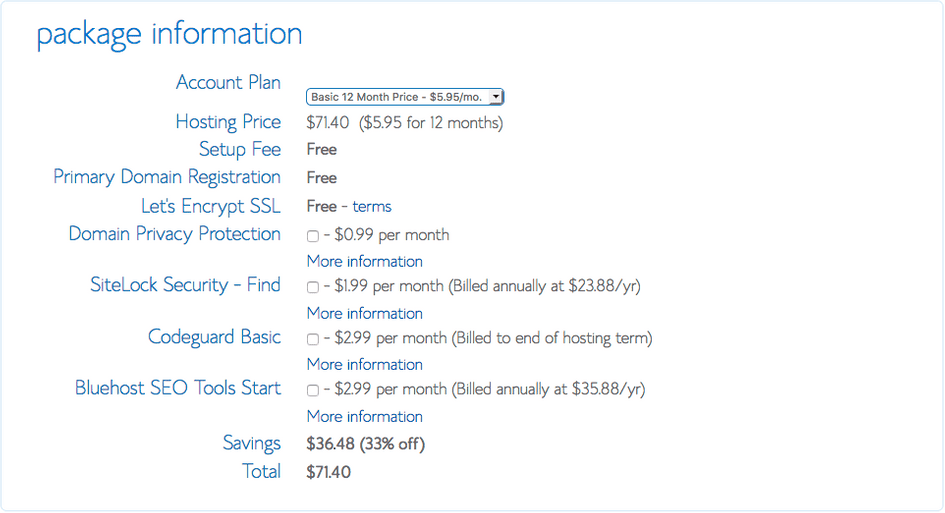 package information
Account Plan Basic 12 Month Price - $5.95/mo.
Hosting Price $71.40 ($5.95 for 12 months)
Setup Fee Free
Primary Domain Registration Free
Let's Encrypt SSL Free - terms
Domain Privacy Protection - $0.99 per month
More information
SiteLock Security - Find - $1.99 per month (Billed annually at $23.88/yr)
More information
Codeguard Basic - $2.99 per month (Billed to end of hosting term)
More information
Bluehost SEO Tools Start - $2.99 per month (Billed annually at $35.88/yr)
More information
Savings $36.48 (33% off)
Total $71.40